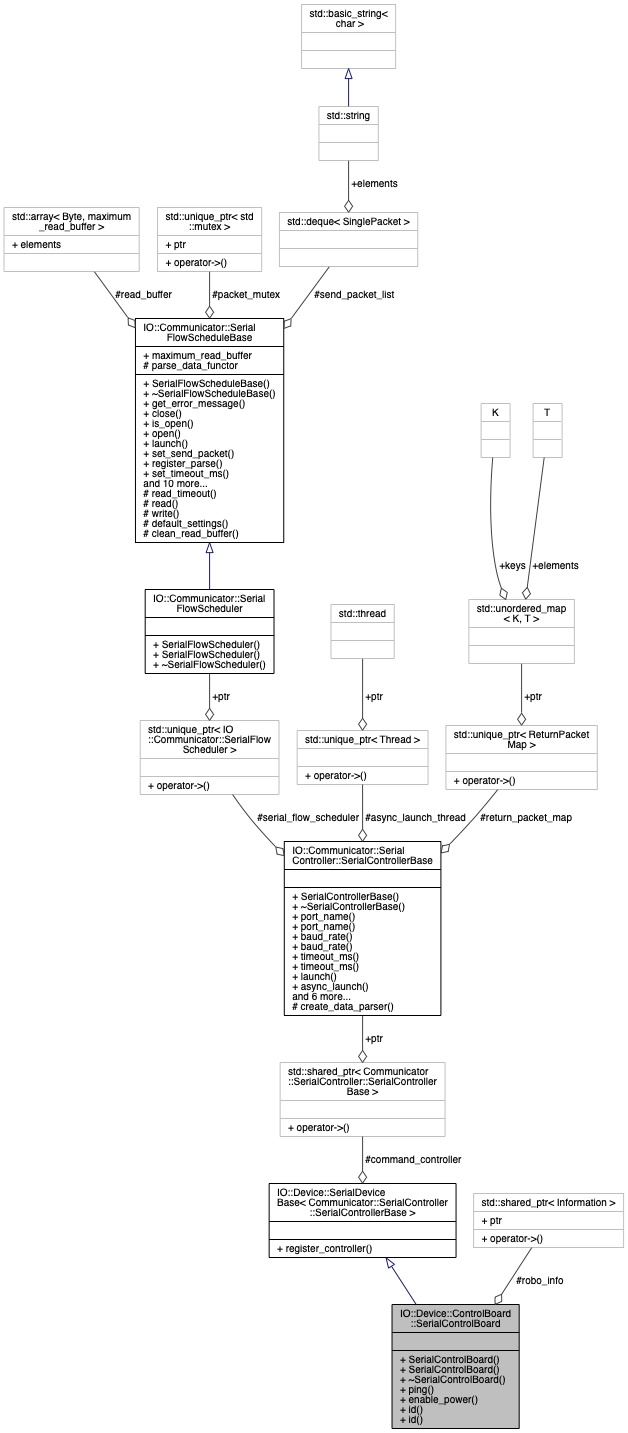 std::basic_string<
char >
std::string
+elements
std::array< Byte, maximum
_read_buffer >
+ elements
std::unique_ptr< std
::mutex >
+ ptr
+ operator->()
std::deque< SinglePacket >
#read_buffer
#packet_mutex
#send_packet_list
IO::Communicator::Serial
FlowScheduleBase
+ maximum_read_buffer
# parse_data_functor
+ SerialFlowScheduleBase()
+ ~SerialFlowScheduleBase()
+ get_error_message()
+ close()
+ is_open()
+ open()
+ launch()
+ set_send_packet()
+ register_parse()
+ set_timeout_ms()
and 10 more...
# read_timeout()
# read()
# write()
# default_settings()
# clean_read_buffer()
K
T
+keys
+elements
IO::Communicator::Serial
FlowScheduler
+ SerialFlowScheduler()
+ SerialFlowScheduler()
+ ~SerialFlowScheduler()
std::thread
std::unordered_map
< K, T >
+ptr
+ptr
+ptr
std::unique_ptr< IO
::Communicator::SerialFlow
Scheduler >
+ operator->()
std::unique_ptr< Thread >
+ operator->()
std::unique_ptr< ReturnPacket
Map >
+ operator->()
#serial_flow_scheduler
#async_launch_thread
#return_packet_map
IO::Communicator::Serial
Controller::SerialControllerBase
+ SerialControllerBase()
+ ~SerialControllerBase()
+ port_name()
+ port_name()
+ baud_rate()
+ baud_rate()
+ timeout_ms()
+ timeout_ms()
+ launch()
+ async_launch()
and 6 more...
# create_data_parser()
+ptr
std::shared_ptr< Communicator
::SerialController::SerialController
Base >
+ operator->()
#command_controller
IO::Device::SerialDevice
Base< Communicator::SerialController
::SerialControllerBase >
+ register_controller()
std::shared_ptr< Information >
+ ptr
+ operator->()
#robo_info
IO::Device::ControlBoard
::SerialControlBoard
+ SerialControlBoard()
+ SerialControlBoard()
+ ~SerialControlBoard()
+ ping()
+ enable_power()
+ id()
+ id()